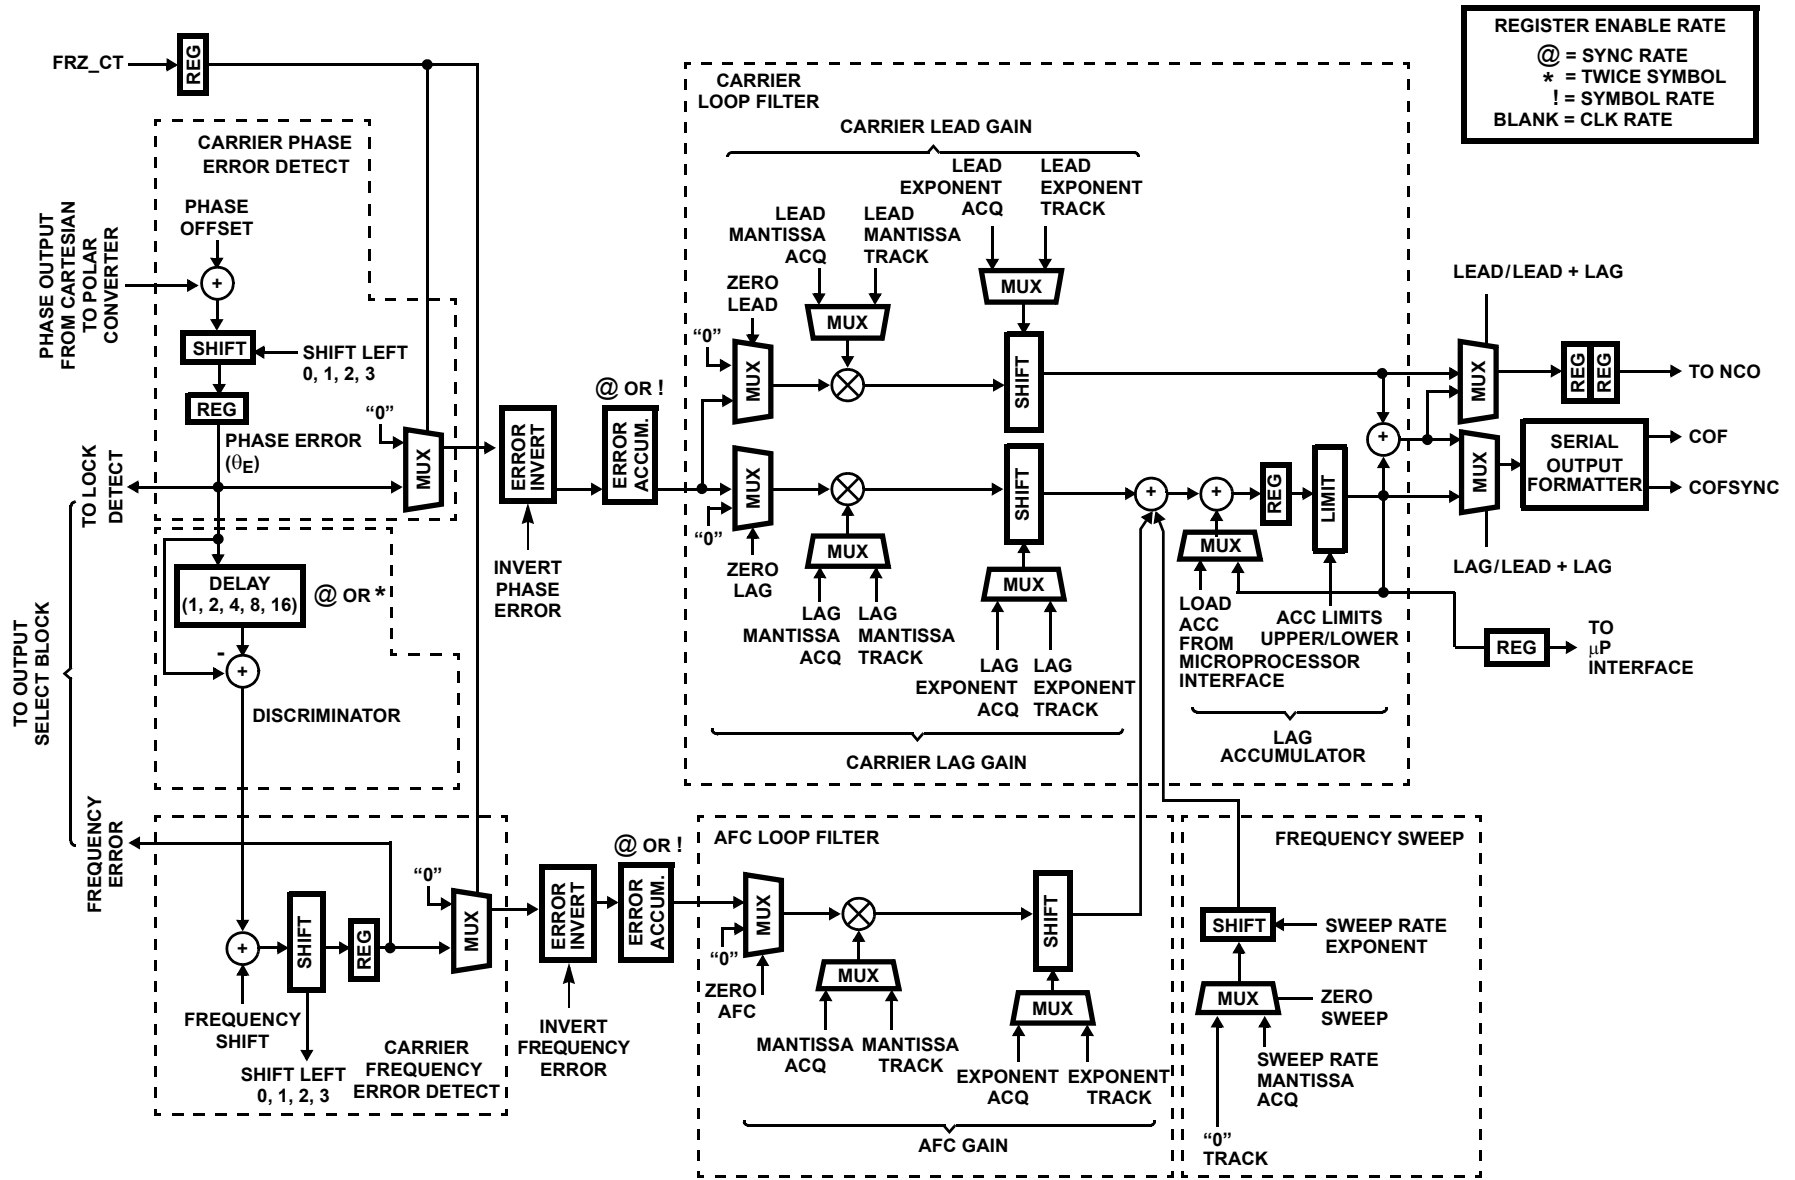 FRZ_CT
REG
REGISTER ENABLE RATE
@ = SYNC RATE
* = TWICE SYMBOL
! = SYMBOL RATE
BLANK = CLK RATE
CARRIER PHASE
ERROR DETECT
PHASE
OFFSET
+
PHASE OUTPUT
FROM CARTESIAN
TO POLAR
CONVERTER
SHIFT
SHIFT LEFT
0, 1, 2, 3
REG
PHASE ERROR
(θE)
“0”
MUX
TO LOCK
DETECT
TO OUTPUT
SELECT BLOCK
DELAY
(1, 2, 4, 8, 16)
@ OR *
-
+
DISCRIMINATOR
FREQUENCY
ERROR
+
SHIFT
REG
“0”
MUX
FREQUENCY
SHIFT
SHIFT LEFT
0, 1, 2, 3
CARRIER
FREQUENCY
ERROR DETECT
ERROR
INVERT
INVERT
PHASE
ERROR
@ OR !
ERROR
ACCUM.
ERROR
INVERT
INVERT
FREQUENCY
ERROR
@ OR !
ERROR
ACCUM.
CARRIER
LOOP FILTER
CARRIER LEAD GAIN
LEAD
EXPONENT
ACQ
LEAD
EXPONENT
TRACK
LEAD
MANTISSA
ACQ
LEAD
MANTISSA
TRACK
ZERO
LEAD
“0”
MUX
MUX
MUX
SHIFT
MUX
“0”
ZERO
LAG
MUX
LAG
MANTISSA
ACQ
LAG
MANTISSA
TRACK
SHIFT
MUX
LAG
EXPONENT
ACQ
LAG
EXPONENT
TRACK
CARRIER LAG GAIN
+
+
REG
LIMIT
MUX
LOAD
ACC
FROM
MICROPROCESSOR
INTERFACE
ACC LIMITS
UPPER/LOWER
LAG
ACCUMULATOR
+
LEAD/LEAD + LAG
MUX
REG
REG
TO NCO
MUX
SERIAL
OUTPUT
FORMATTER
COF
COFSYNC
LAG/LEAD + LAG
REG
TO
µP
INTERFACE
AFC LOOP FILTER
MUX
“0”
ZERO
AFC
MUX
MANTISSA
ACQ
MANTISSA
TRACK
SHIFT
MUX
EXPONENT
ACQ
EXPONENT
TRACK
AFC GAIN
FREQUENCY SWEEP
SHIFT
SWEEP RATE
EXPONENT
MUX
ZERO
SWEEP
SWEEP RATE
MANTISSA
ACQ
“0”
TRACK